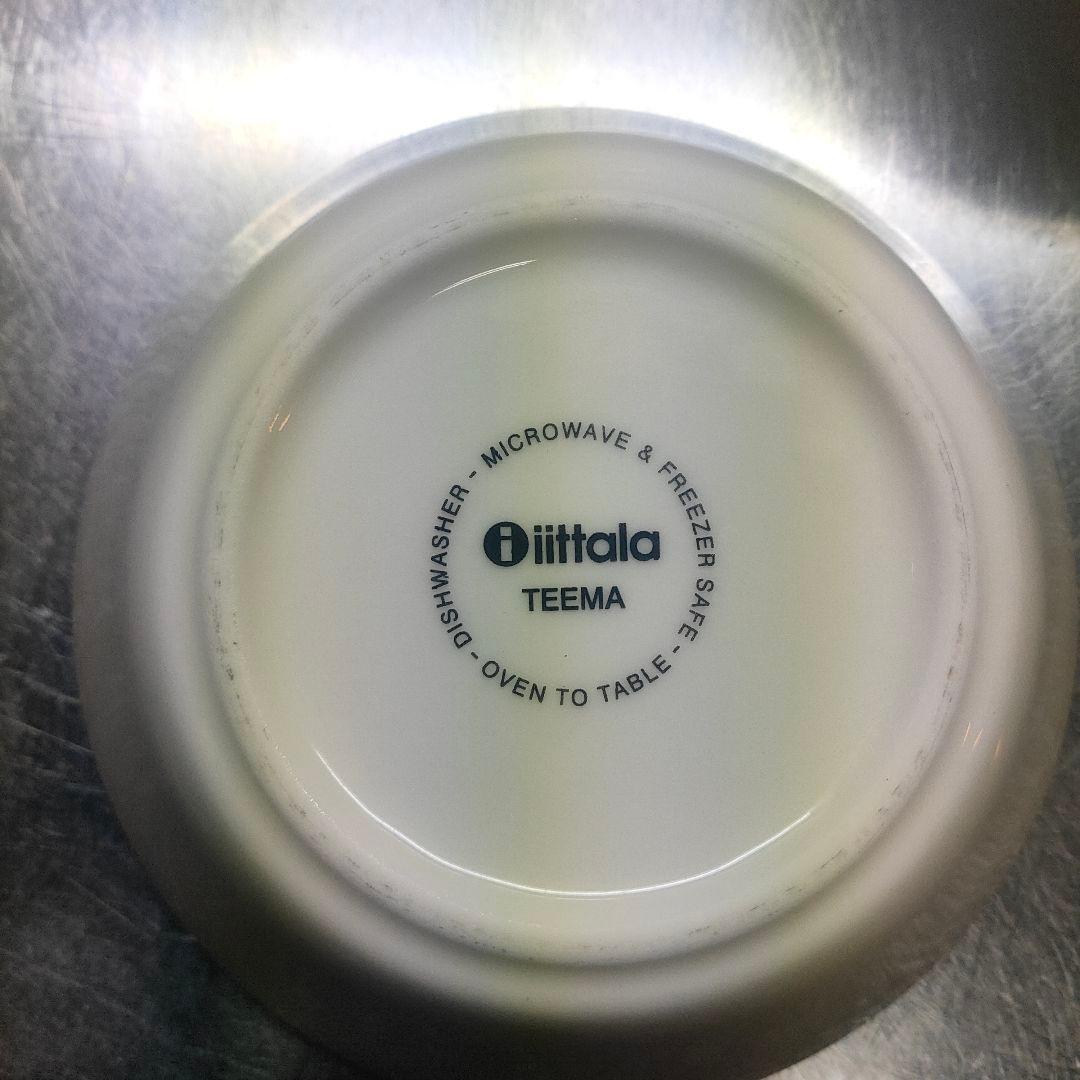 DISHWASHER - MICROWAVE & FREEZER SAFE - OVEN TO TABLE -
i iittala
TEEMA